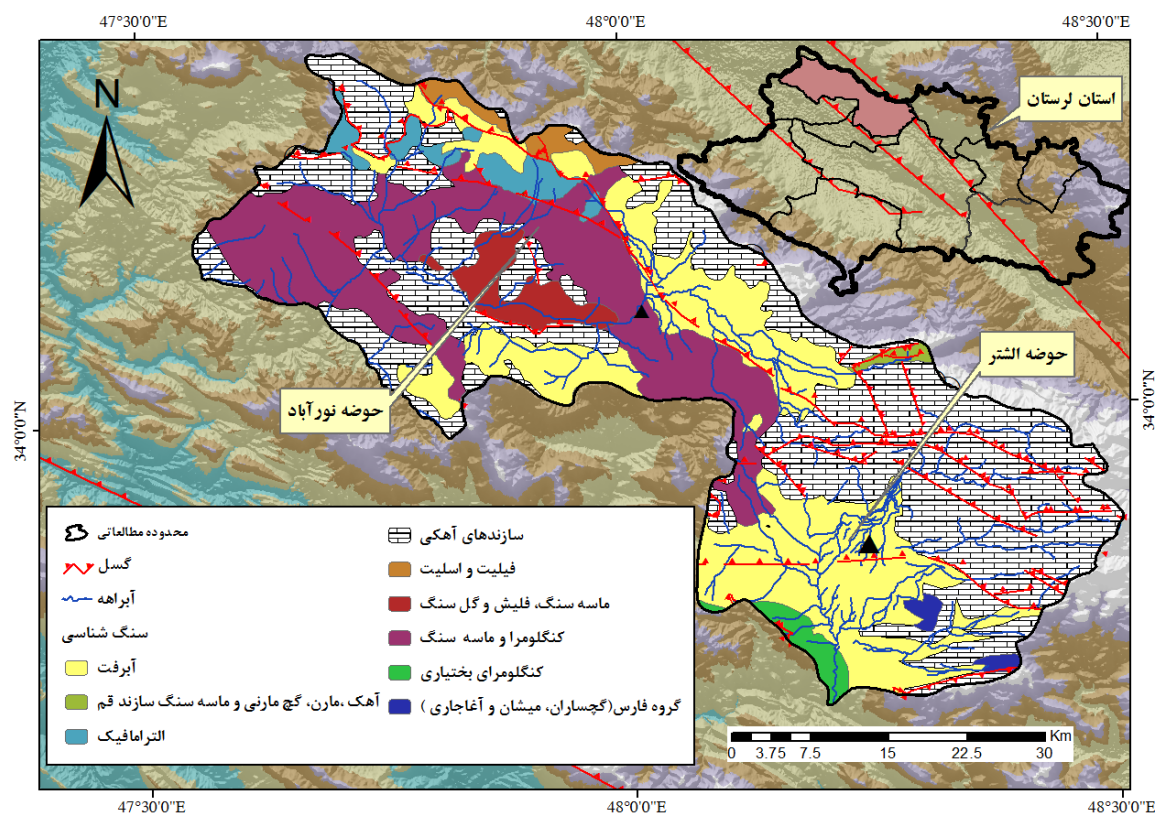 47°30'0"E
48°0'0"E
48°30'0"E
N
استان لرستان
حوضه الشتر
حوضه نورآباد
34°0'0"N
34°0'0"N
محدوده مطالعاتی
گسل
آبراهه
سنگ شناسی
آبرفت
آهک ،مارن، گچ مارنی و ماسه سنگ سازند قم
الترامافیک
سازندهای آهکی
فیلیت و اسلیت
ماسه سنگ، فلیش و گل سنگ
کنگلومرا و ماسه سنگ
کنگلومرای بختیاری
گروه فارس(گچساران، میشان و آغاجاری )
Km
0 3.75 7.5 15 22.5 30
47°30'0"E
48°0'0"E
48°30'0"E